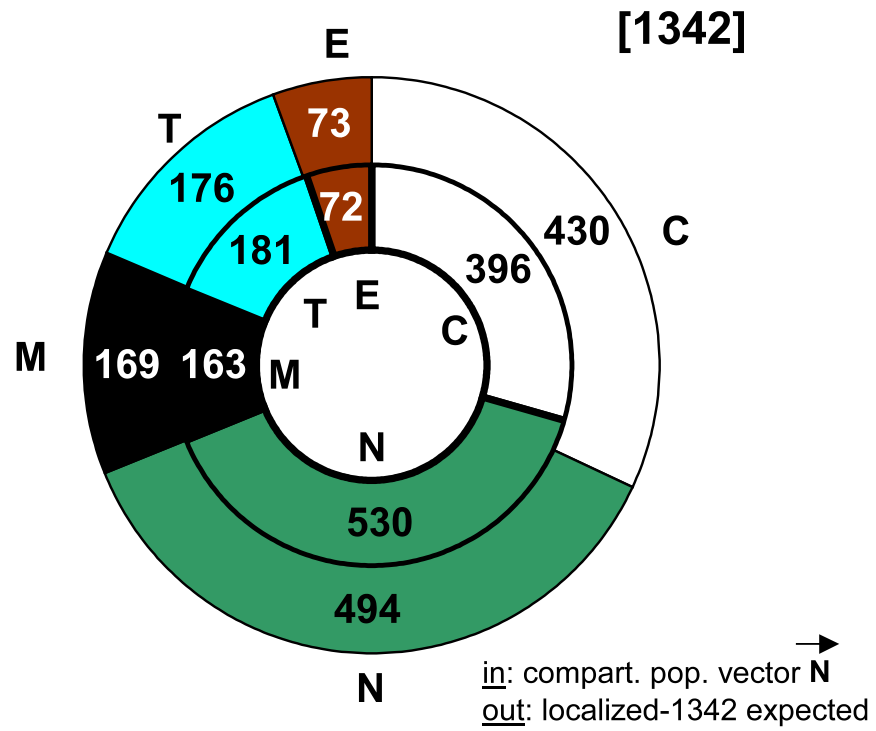 [1342]
E
T
73
176
72
181
430
C
396
E
T
C
M
169
163
M
N
530
494
N
in: compart. pop. vector N
out: localized-1342 expected